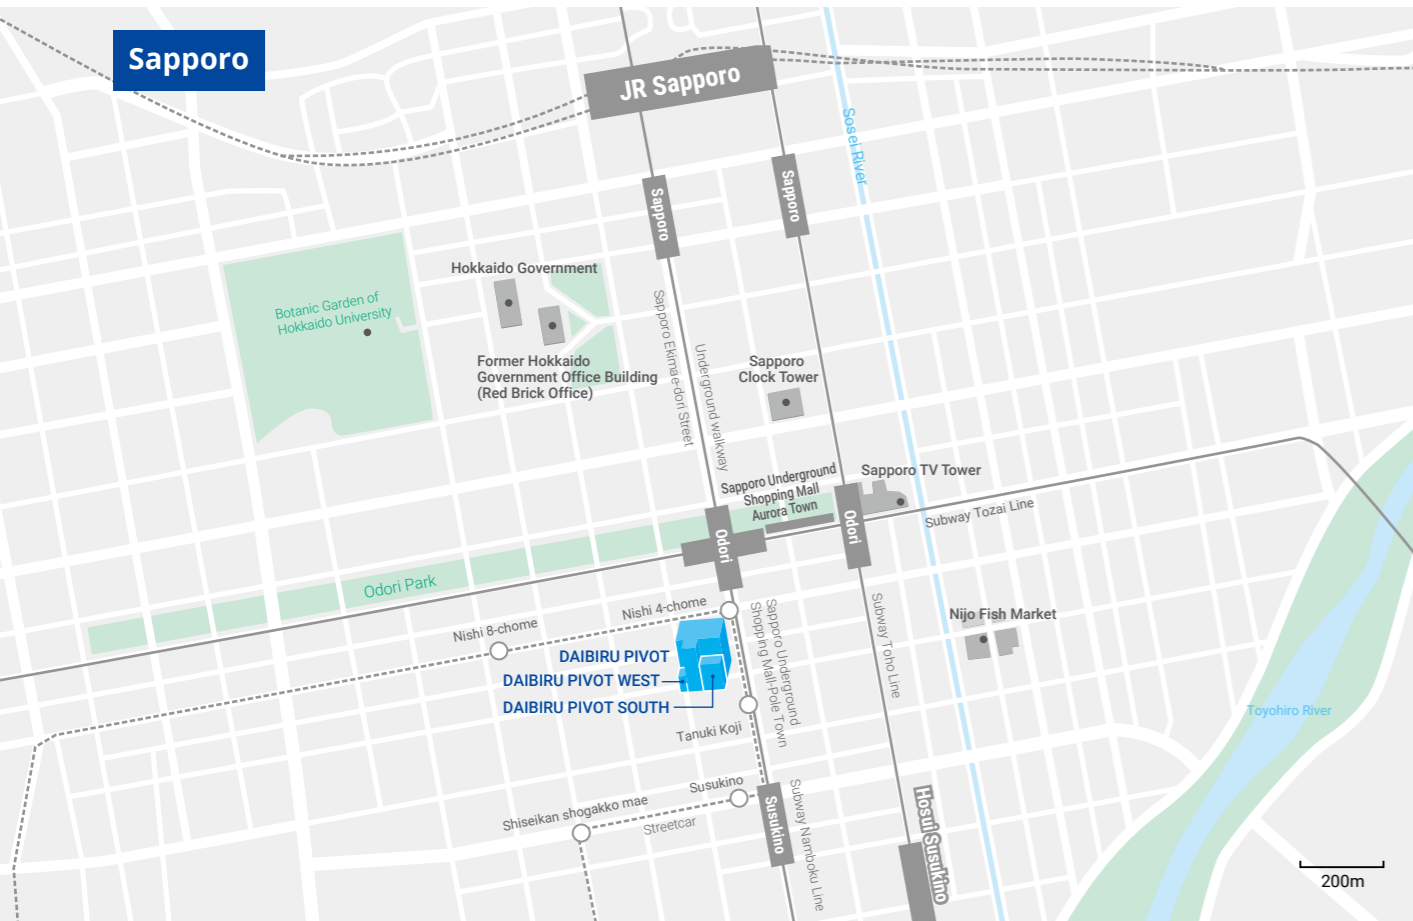 Sapporo
JR Sapporo
Sosei River
Sapporo
Sapporo
Hokkaido Government
Botanic Garden of
Hokkaido University
Former Hokkaido
Government Office Building
(Red Brick Office)
Sapporo Ekimae-dori Street
Underground walkway
Sapporo
Clock Tower
Sapporo Underground
Shopping Mall
Aurora Town
Sapporo TV Tower
Odori
Odori
Subway Tozai Line
Odori Park
Nishi 4-chome
Nishi 8-chome
Sapporo Underground
Shopping Mall-Pole Town
Subway Toho Line
Nijo Fish Market
DAIBIRU PIVOT
DAIBIRU PIVOT WEST
DAIBIRU PIVOT SOUTH
Toyohiro River
Tanuki Koji
Susukino
Shiseikan shogakko mae
Streetcar
Susukino
Subway Namboku Line
Hosui Susukino
200m